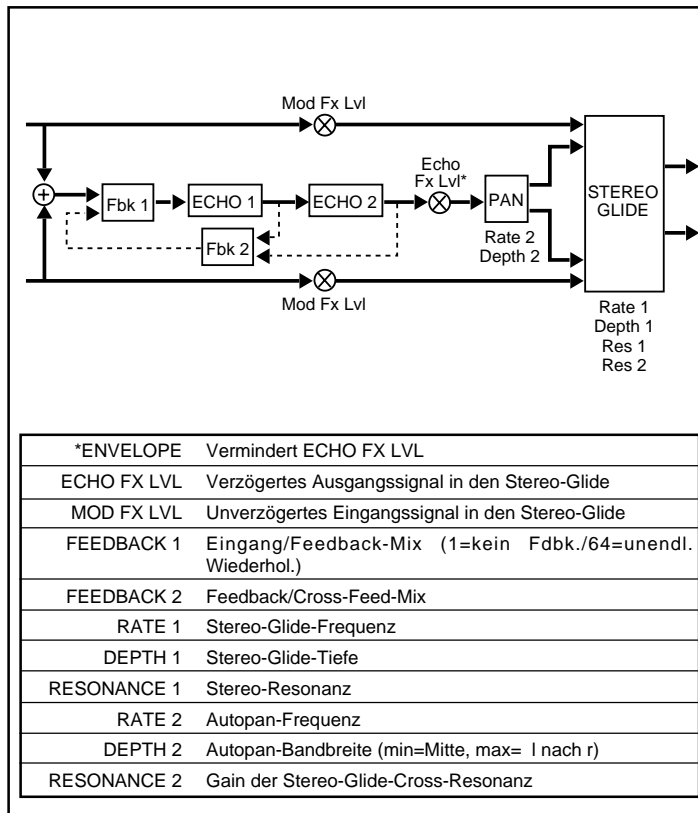 Mod Fx Lvl
Echo
Fx Lvl*
+
Fbk 1
ECHO 1
ECHO 2
PAN
STEREO
GLIDE
Fbk 2
Rate 2
Depth 2
Mod Fx Lvl
Rate 1
Depth 1
Res 1
Res 2
*ENVELOPE Vermindert ECHO FX LVL
ECHO FX LVL Verzögertes Ausgangssignal in den Stereo-Glide
MOD FX LVL Unverzögertes Eingangssignal in den Stereo-Glide
FEEDBACK 1 Eingang/Feedback-Mix (1=kein Fdbk./64=unendl.
Wiederhol.)
FEEDBACK 2 Feedback/Cross-Feed-Mix
RATE 1 Stereo-Glide-Frequenz
DEPTH 1 Stereo-Glide-Tiefe
RESONANCE 1 Stereo-Resonanz
RATE 2 Autopan-Frequenz
DEPTH 2 Autopan-Bandbreite (min=Mitte, max= l nach r)
RESONANCE 2 Gain der Stereo-Glide-Cross-Resonanz